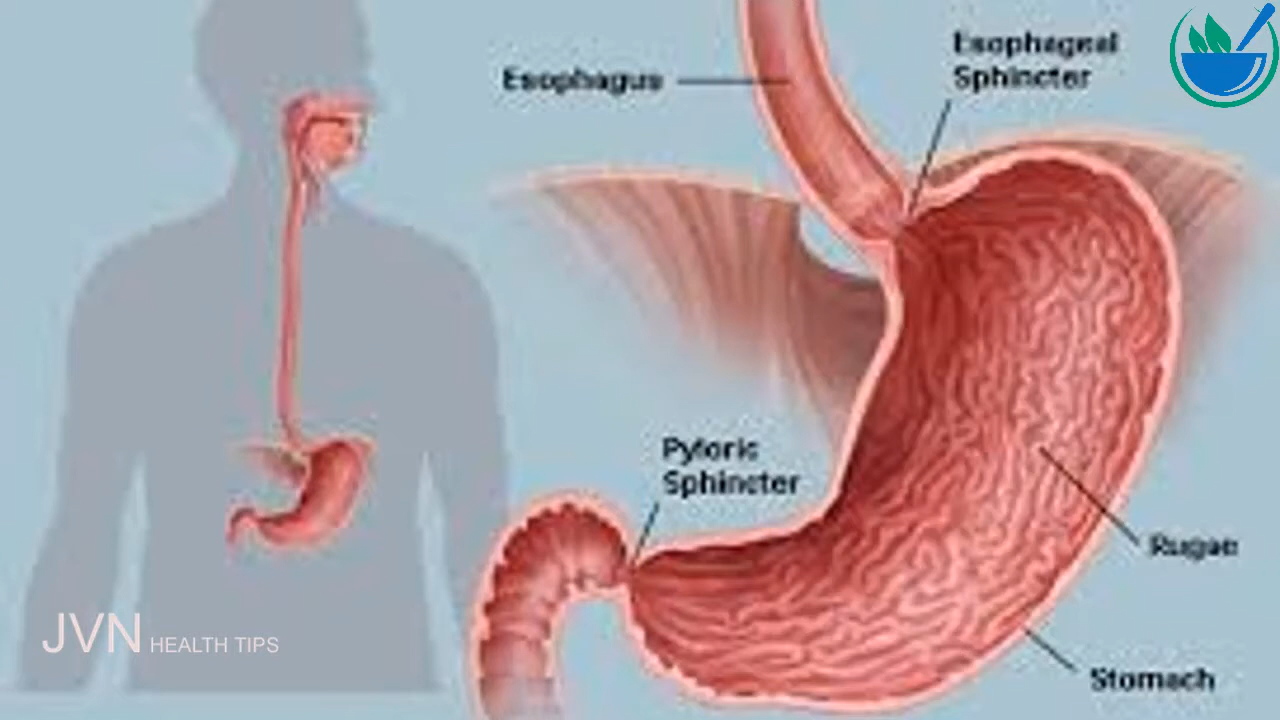 Esophageal
Sphincter
Esophagus
Pyloric
Sphincter
Rugae
Stomach
JVN HEALTH TIPS